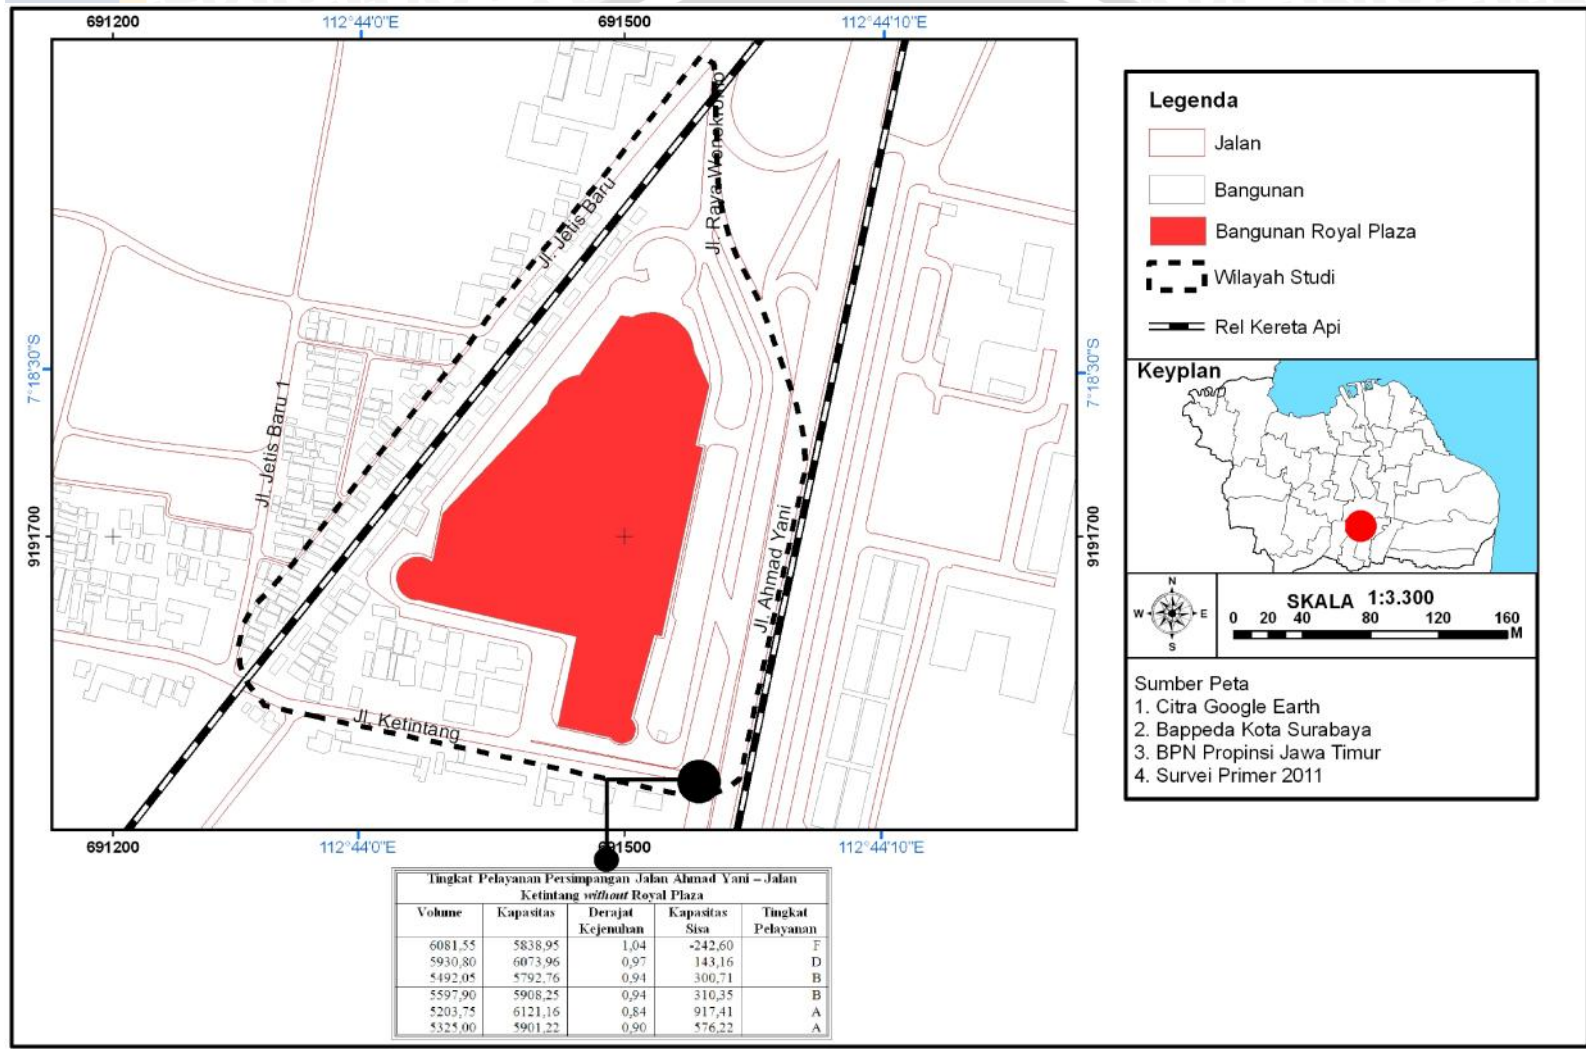 691200
112°44'0"E
691500
112°44'10"E
7°18'30"S
9191700
7°18'30"S
9191700
Jl. Raya Wonokromo
Jl. Jetis Baru
Jl. Jetis Baru 1
Jl. Ahmad Yani
Jl. Ketintang
691200
112°44'0"E
691500
112°44'10"E
Legenda
Jalan
Bangunan
Bangunan Royal Plaza
Wilayah Studi
Rel Kereta Api
Keyplan
N
W E
S
SKALA 1:3.300
0 20 40 80 120 160
M
Sumber Peta
1. Citra Google Earth
2. Bappeda Kota Surabaya
3. BPN Propinsi Jawa Timur
4. Survei Primer 2011
Tingkat Pelayanan Persimpangan Jalan Ahmad Yani – Jalan
Ketintang without Royal Plaza
Volume Kapasitas Derajat Kejenuhan Kapasitas Sisa Tingkat Pelayanan
6081,55 5838,95 1,04 -242,60 F
5930,80 6073,96 0,97 143,16 D
5492,05 5792,76 0,94 300,71 B
5597,90 5908,25 0,94 310,35 B
5203,75 6121,16 0,84 917,41 A
5325,00 5901,22 0,90 576,22 A